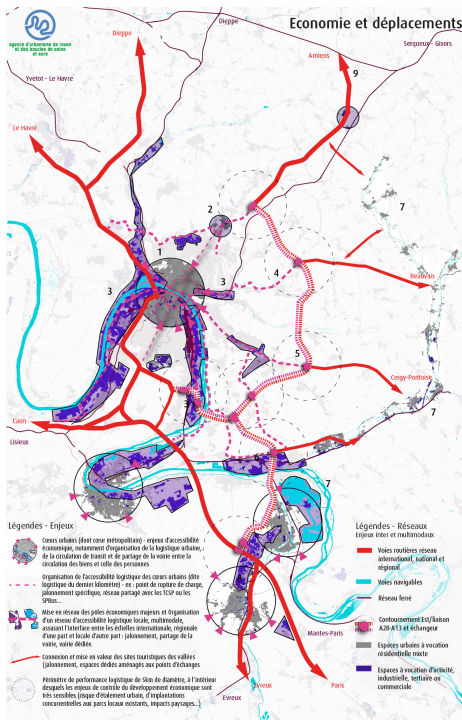 Economie et déplacements
agence d'urbanisme de rouen
et des boucles de seine
et eure
Dieppe
Dieppe
Serqueux - Gisors
Amiens
9
Yvetot - Le Havre
Le Havre
2
7
1
3
3
4
Beauvais
5
Cergy-Pontoise
3
7
Caen
Lisieux
6
7
8
Mantes-Paris
Evreux
Evreux
Paris
Légendes - Enjeux
Cœurs urbains (dont cœur métropolitain) - enjeu d'accessibilité
économique, notamment d'organisation de la logistique urbaine,
de la circulation de transit et de partage de la voirie entre la
circulation des biens et celle des personnes
Organisation de l'accessibilité logistique des cœurs urbains (dite
logistique du dernier kilomètre) - en point de rupture de charge,
jalonnement spécifique, réseau partagé avec les TCSP ou les
SPBus...
Mise en réseau des pôles économiques majeurs et Organisation
d'un réseau d'accessibilité logistique locale, multimodale,
assurant l'interface entre les échelles internationale, régionale
d'une part et locale d'autre part : jalonnement, partage de la
voirie, voirie dédiée.
Connexion et mise en valeur des sites touristiques des vallées
(jalonnement, espaces dédiés aménagés aux points d'échanges
Périmètre de performance logistique de 5km de diamètre, à l'intérieur
desquels les enjeux de contrôle du développement économique sont
très sensibles (risque d'étalement urbain, d'implantations
concurrentielles aux parcs locaux existants, impacts paysages...)
Légendes - Réseaux
Enjeux inter et multimodaux
Voies routières réseau
international, national et
régional
Voies navigables
Réseau ferré
Contournement Est/liaison
A28-A13 et échangeur
Espaces urbains à vocation
résidentielle mixte
Espaces à vocation d'activité,
industrielle, tertiaire ou
commerciale